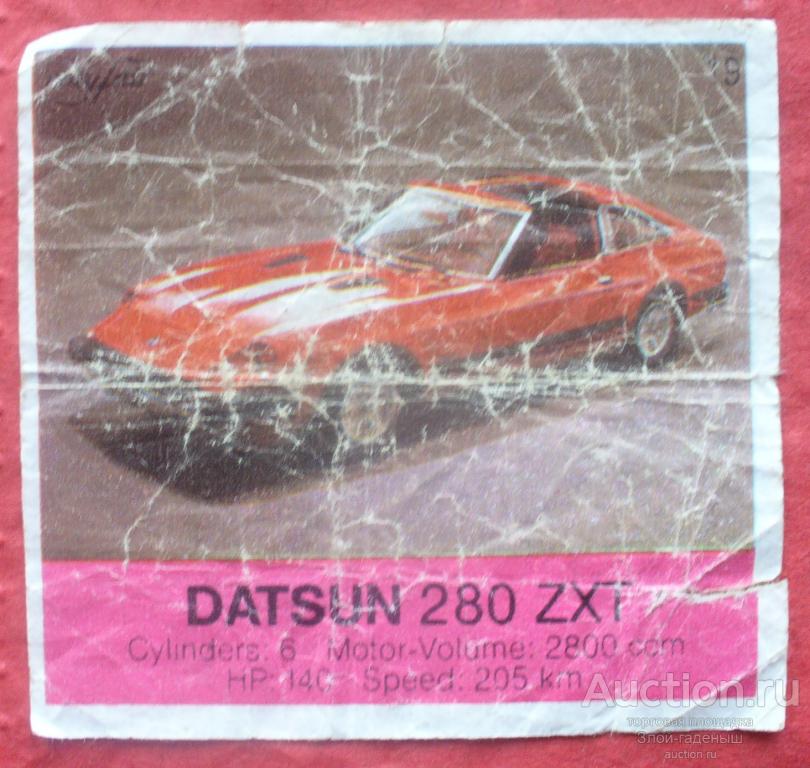 DATSUN 280 ZXT
Cylinders: 6 Motor-Volume: 2800 ccm
HP: 140 Speed: 205 km
Auction.ru
торговая площадка
Злой-гаденыш
auction.ru